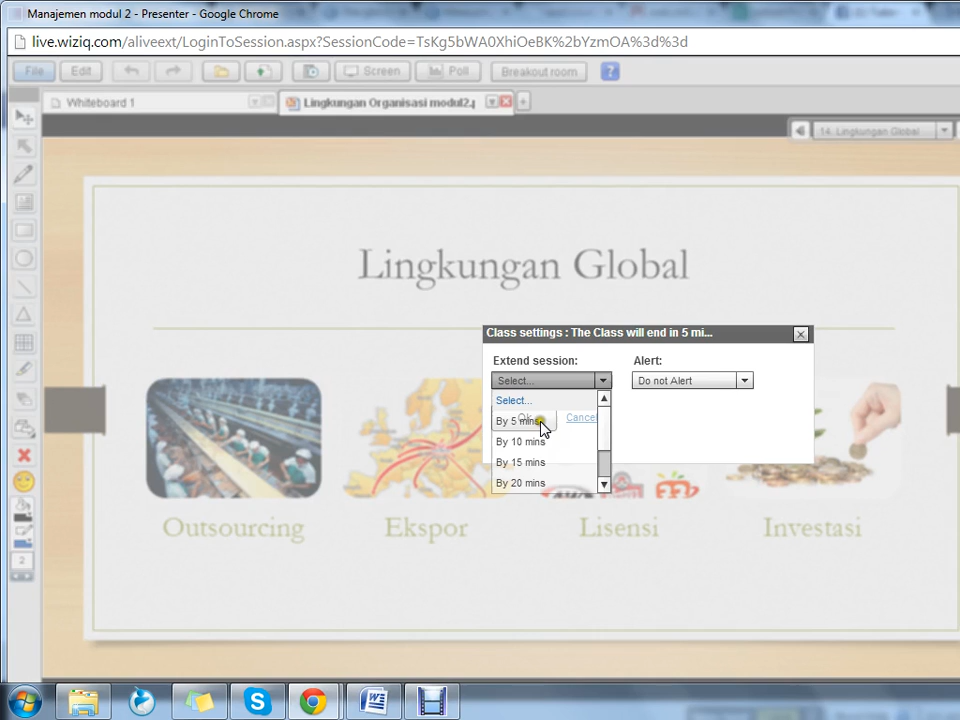 Manajemen modul 2 - Presenter - Google Chrome
live.wiziq.com/aliveext/LoginToSession.aspx?SessionCode=TsKg5bWA0XhiOeBK%2bYzmOA%3d%3d
File Edit Screen Poll Breakout room ?
Whiteboard 1 Lingkungan Organisasi modul2.p
14. Lingkungan Global
Lingkungan Global
Class settings : The Class will end in 5 mi...
Extend session: Alert:
Select... Do not Alert
Select...
By 5 mins Ok Cancel
By 10 mins
By 15 mins
By 20 mins
Outsourcing Ekspor Lisensi Investasi
2